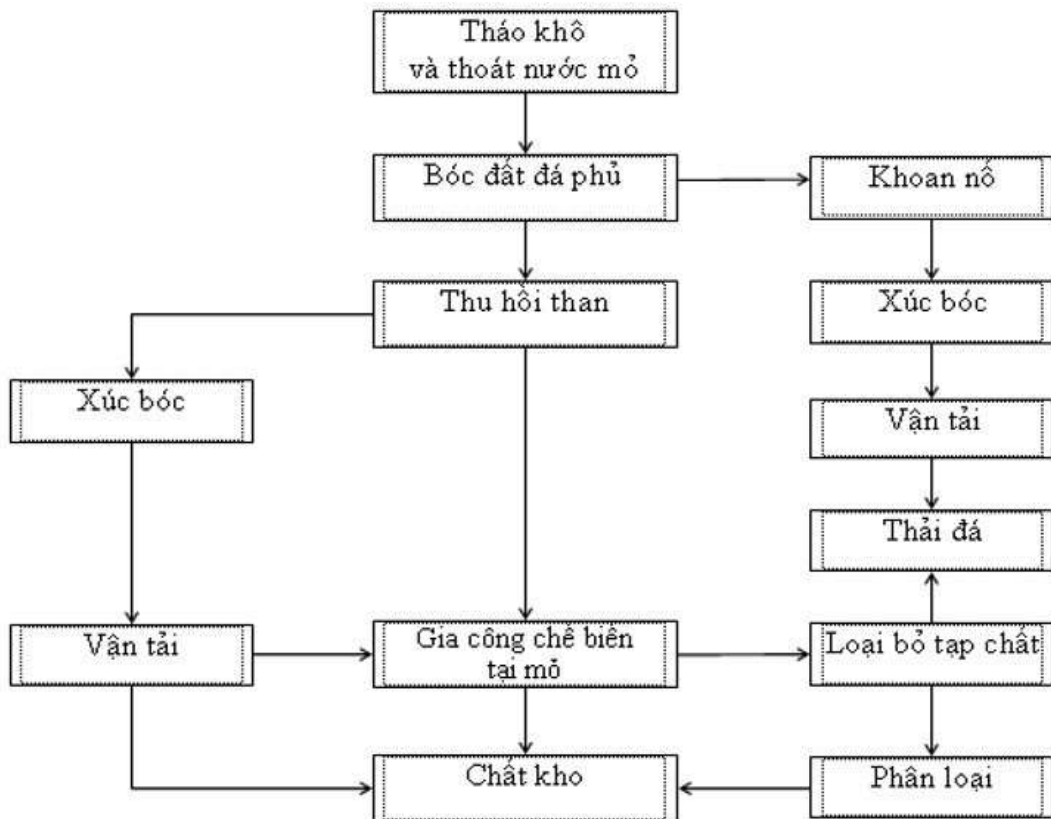 Tháo khô
và thoát nước mỏ
Bóc đất đá phủ
Khoan nổ
Thu hồi than
Xúc bóc
Xúc bóc
Vận tải
Thải đá
Vận tải
Gia công chế biến
tại mỏ
Loại bỏ tạp chất
Chất kho
Phân loại